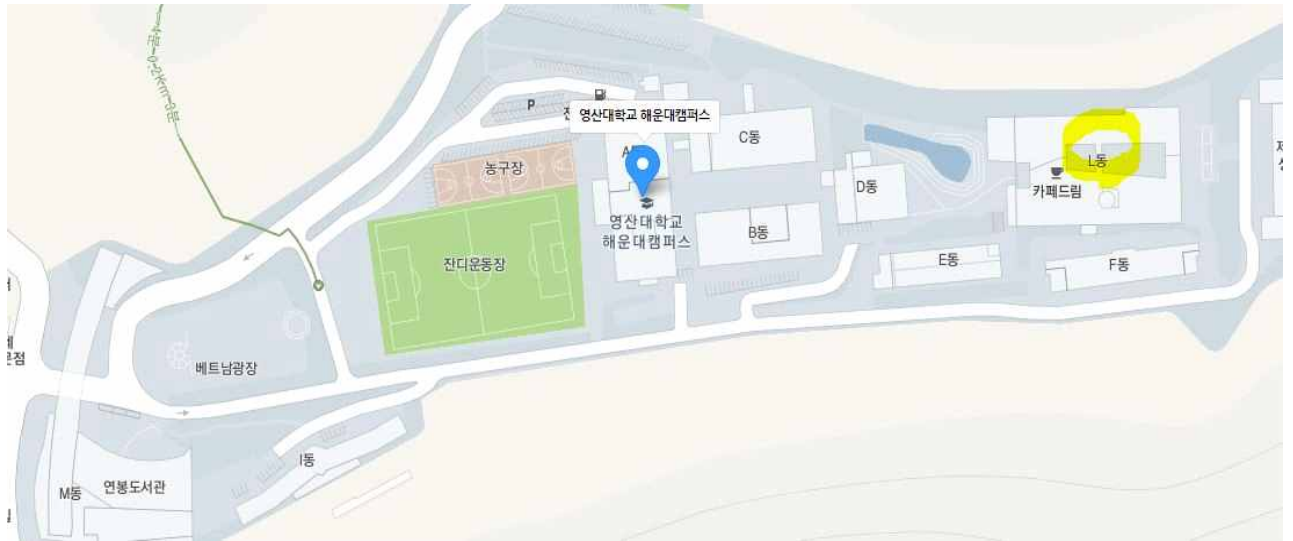 P
영산대학교 해운대캠퍼스
농구장
C동
L동
카페드림
D동
영산대학교
해운대캠퍼스
B동
잔디운동장
E동
F동
베트남광장
I동
M동
연봉도서관